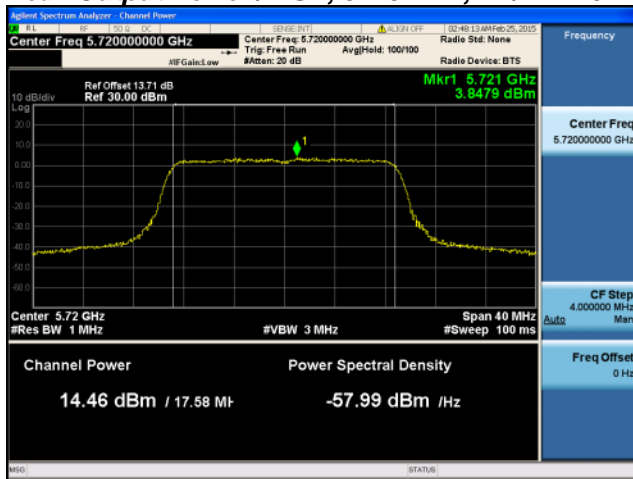 Agilent Spectrum Analyzer - Channel Power
RL RF 50 Ω DC SENSE:INT ALIGN OFF 02:48:13 AM Feb 25, 2015
Center Freq 5.720000000 GHz
Center Freq: 5.720000000 GHz
Radio Std: None
Trig: Free Run Avg|Hold: 100/100
#IFGain:Low #Atten: 20 dB Radio Device: BTS
Frequency
Ref Offset 13.71 dB
10 dB/div Ref 30.00 dBm
Mkr1 5.721 GHz
3.8479 dBm
Log
20.0
10.0
0.00
-10.0
-20.0
-30.0
-40.0
-50.0
-60.0
1
Center 5.72 GHz Span 40 MHz
#Res BW 1 MHz #VBW 3 MHz #Sweep 100 ms
Channel Power Power Spectral Density
14.46 dBm / 17.58 MH -57.99 dBm /Hz
Center Freq
5.720000000 GHz
CF Step
4.000000 MHz
Auto Man
Freq Offset
0 Hz
MSG STATUS